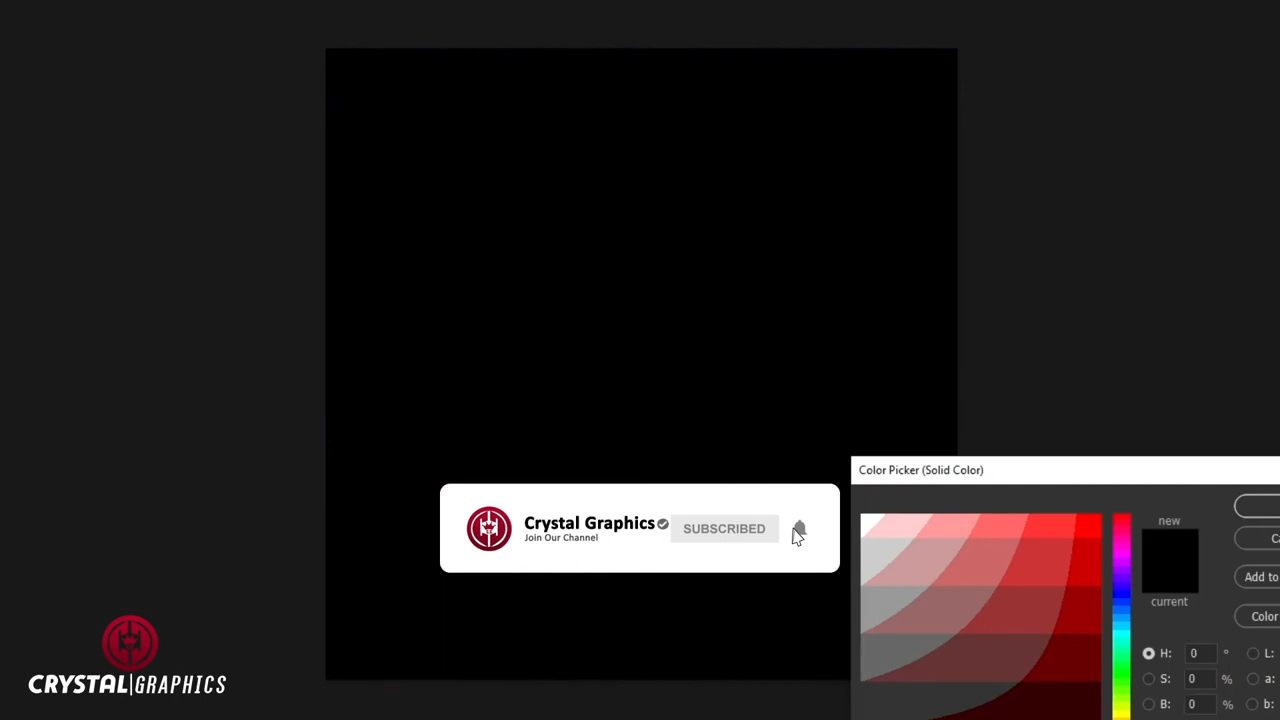 Color Picker (Solid Color)
new
Crystal Graphics
Join Our Channel
SUBSCRIBED
Ca
Add to
current
Color
H: 0 ° L:
S: 0 % a:
B: 0 % b:
CRYSTAL|GRAPHICS